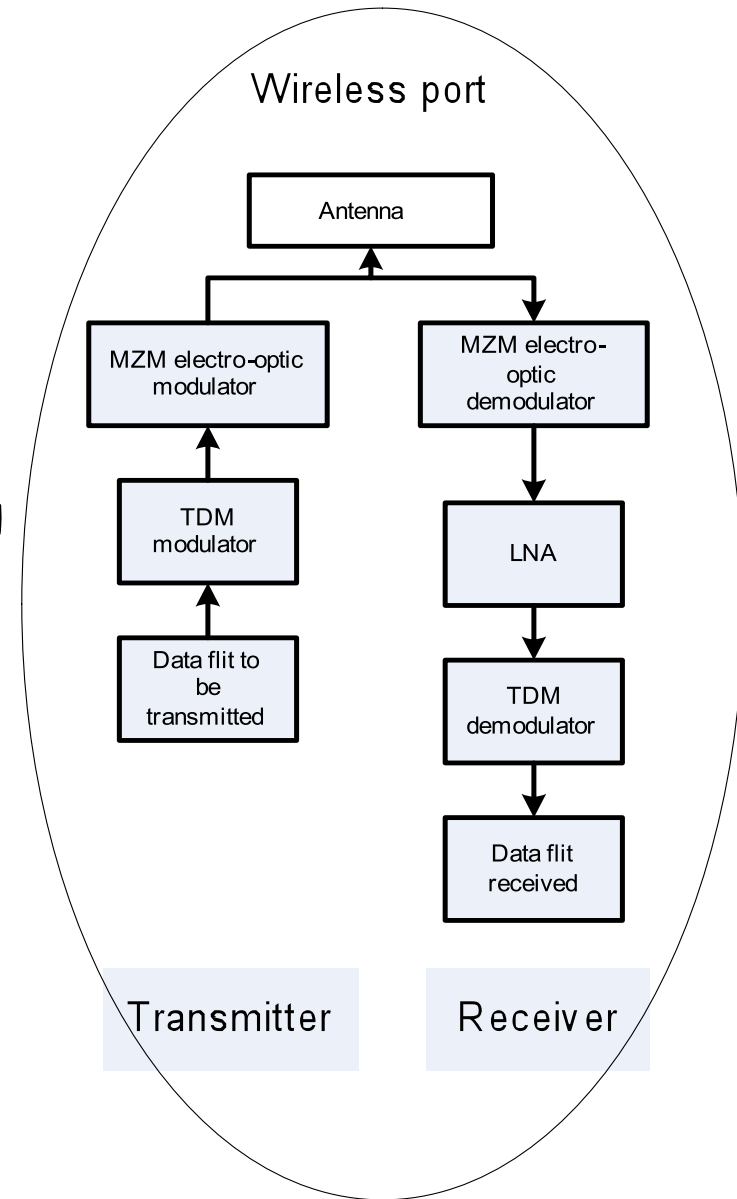 Wireless port
Antenna
MZM electro-optic
modulator
TDM
modulator
Data flit to
be
transmitted
MZM electro-
optic
demodulator
LNA
TDM
demodulator
Data flit
received
Transmitter
Receiver